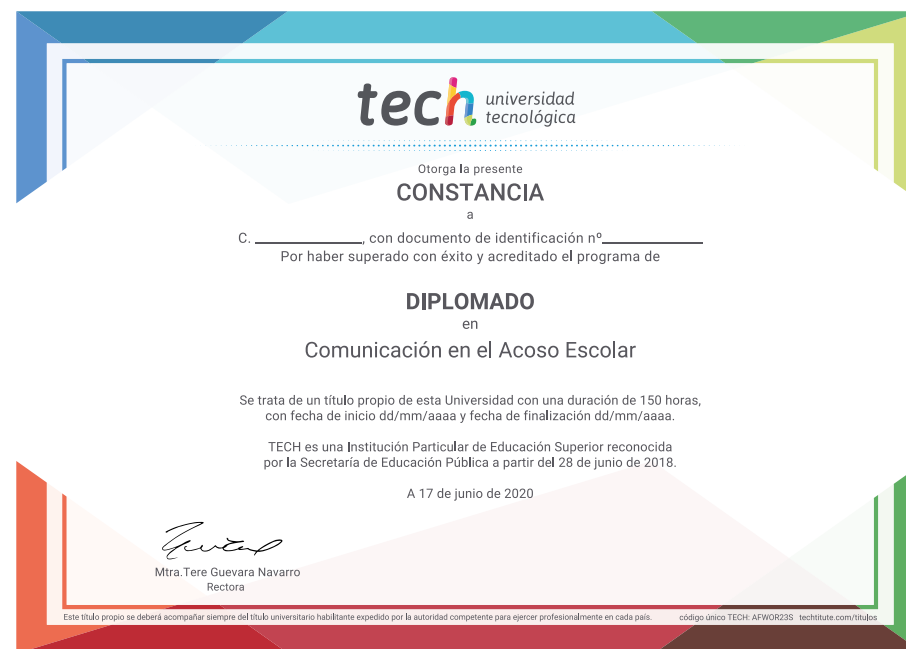 tech universidad
tecnológica
Otorga la presente
CONSTANCIA
a
C. ____________, con documento de identificación nº____________
Por haber superado con éxito y acreditado el programa de
DIPLOMADO
en
Comunicación en el Acoso Escolar
Se trata de un título propio de esta Universidad con una duración de 150 horas,
con fecha de inicio dd/mm/aaaa y fecha de finalización dd/mm/aaaa.
TECH es una Institución Particular de Educación Superior reconocida
por la Secretaría de Educación Pública a partir del 28 de junio de 2018.
A 17 de junio de 2020
Mtra.Tere Guevara Navarro
Rectora
Este título propio se deberá acompañar siempre del título universitario habilitante expedido por la autoridad competente para ejercer profesionalmente en cada país. código único TECH: AFWOR23S techtitute.com/titulos